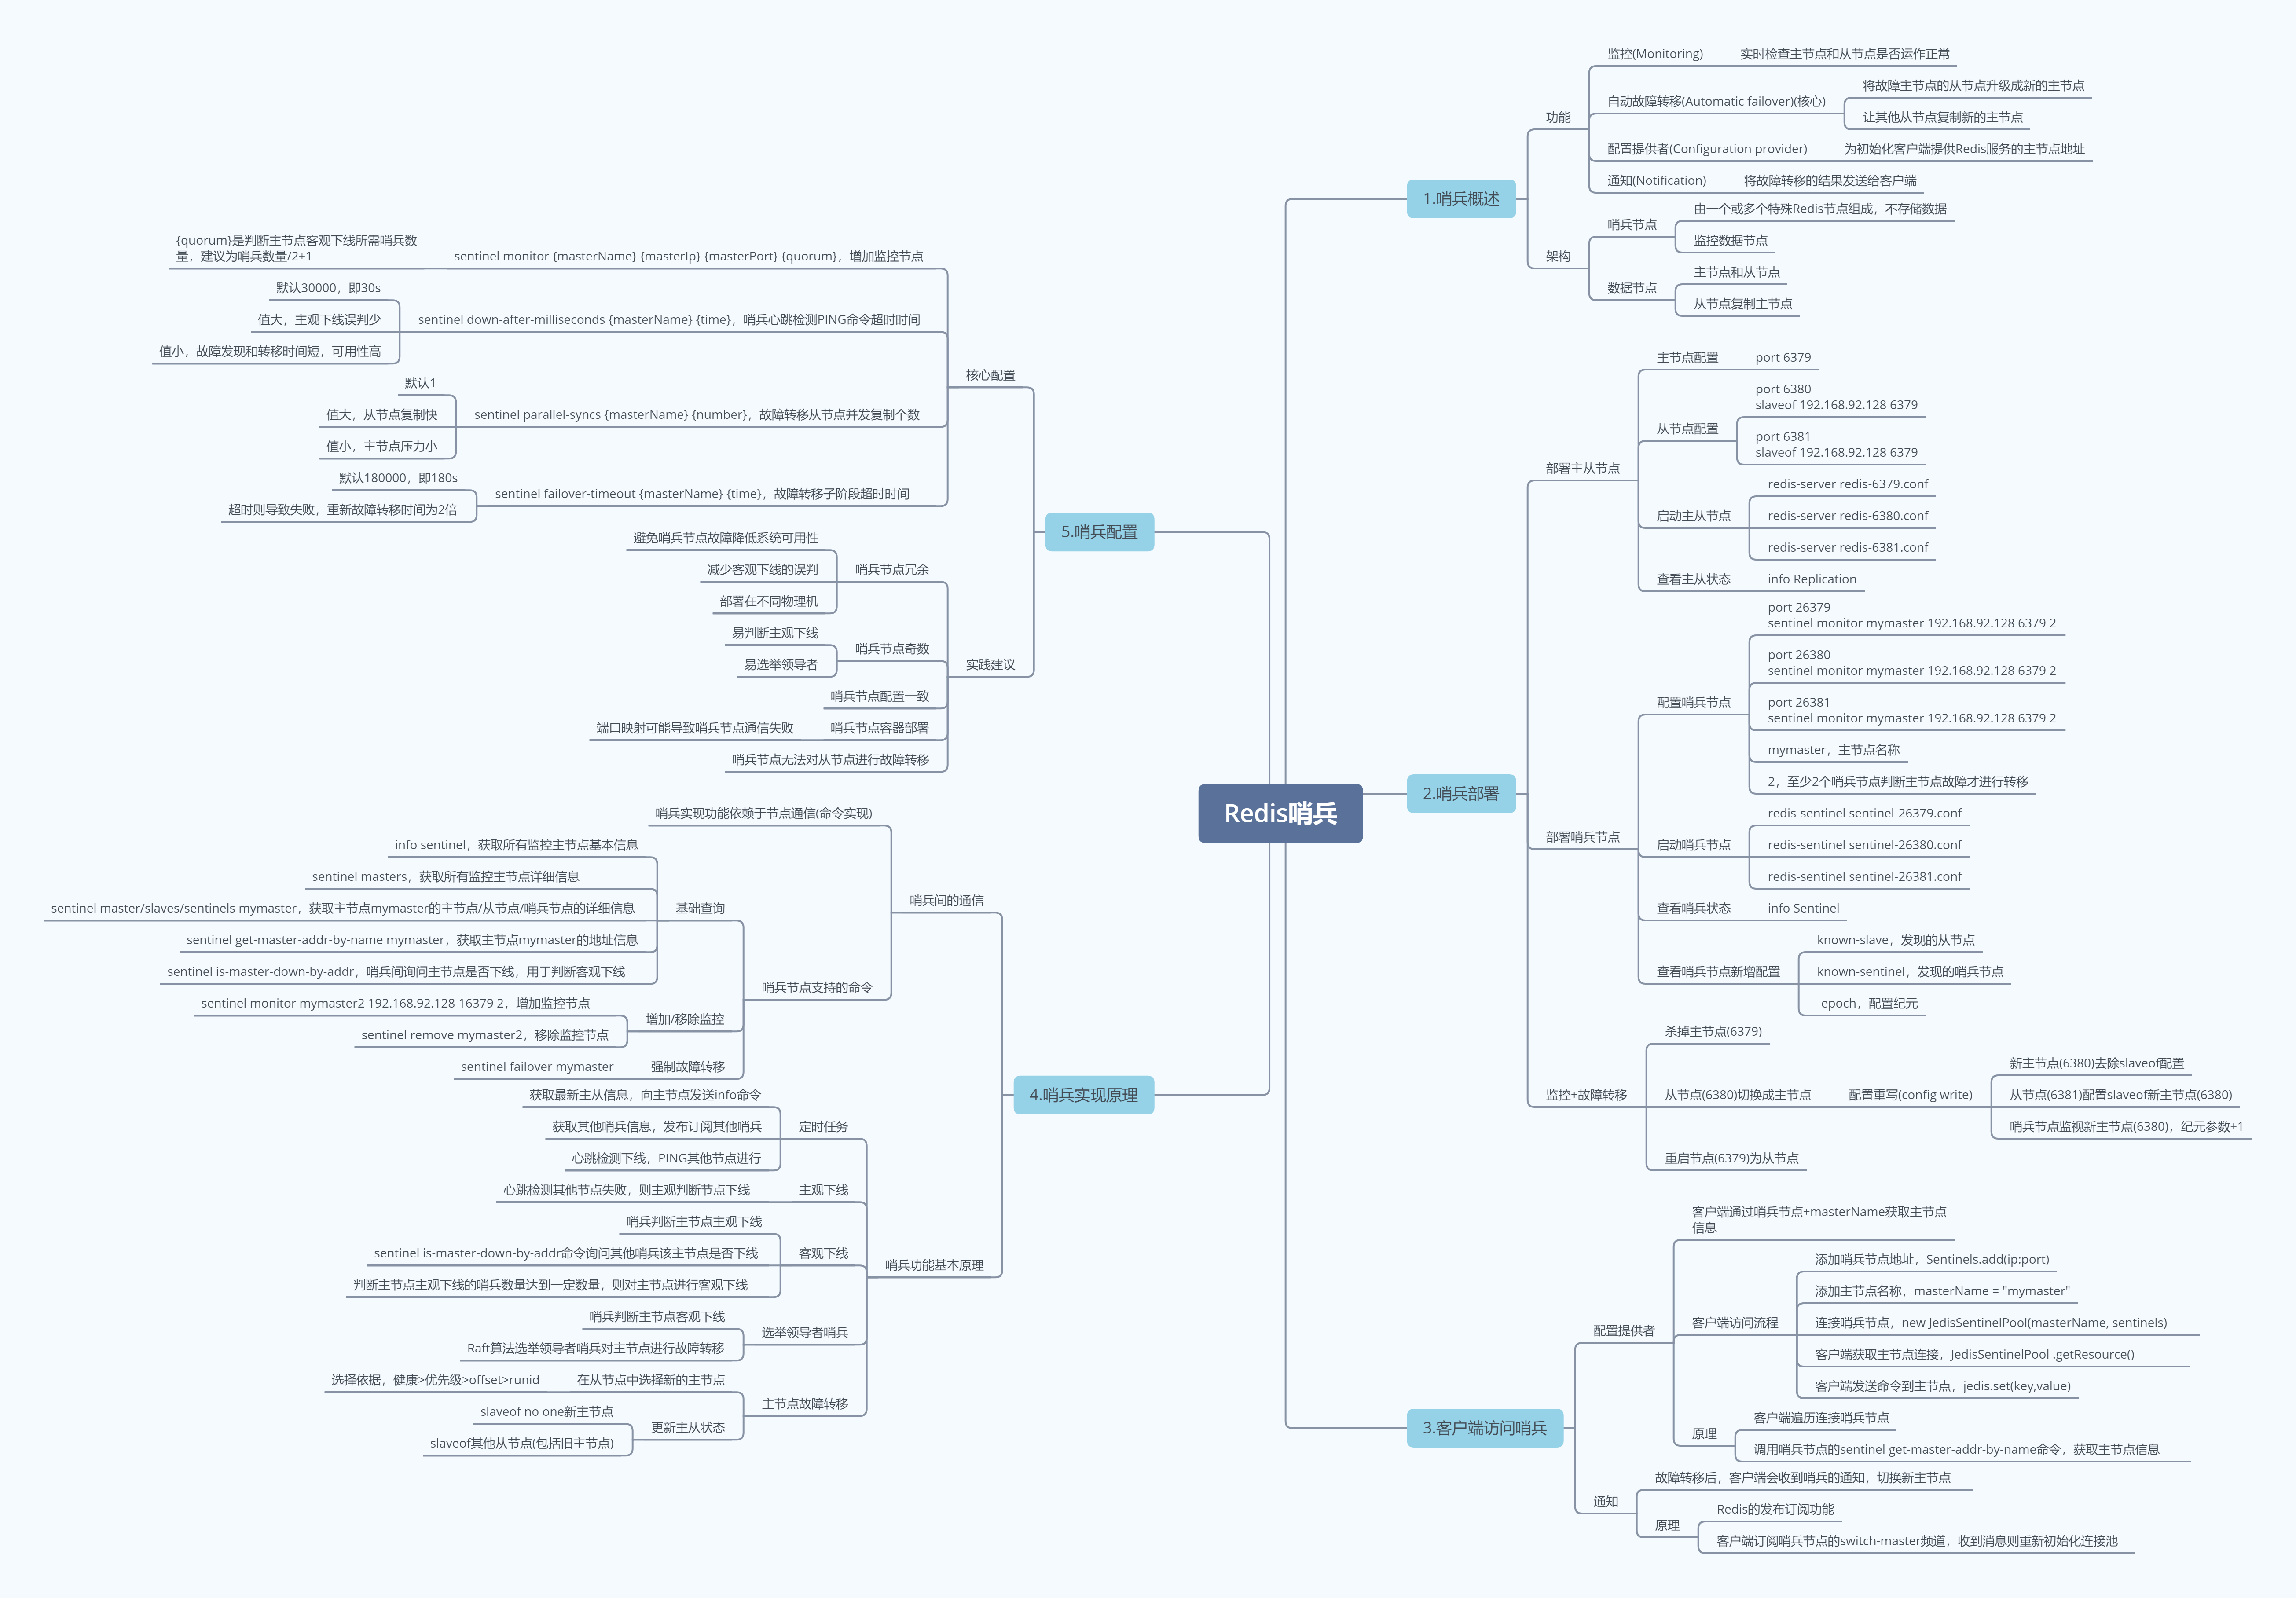 Redis哨兵
1.哨兵概述
功能
监控(Monitoring)
实时检查主节点和从节点是否运作正常
自动故障转移(Automatic failover)(核心)
将故障主节点的从节点升级成新的主节点
让其他从节点复制新的主节点
配置提供者(Configuration provider)
为初始化客户端提供Redis服务的主节点地址
通知(Notification)
将故障转移的结果发送给客户端
架构
哨兵节点
由一个或多个特殊Redis节点组成，不存储数据
监控数据节点
数据节点
主节点和从节点
从节点复制主节点
2.哨兵部署
部署主从节点
主节点配置
port 6379
从节点配置
port 6380
slaveof 192.168.92.128 6379
port 6381
slaveof 192.168.92.128 6379
启动主从节点
redis-server redis-6379.conf
redis-server redis-6380.conf
redis-server redis-6381.conf
查看主从状态
info Replication
部署哨兵节点
配置哨兵节点
port 26379
sentinel monitor mymaster 192.168.92.128 6379 2
port 26380
sentinel monitor mymaster 192.168.92.128 6379 2
port 26381
sentinel monitor mymaster 192.168.92.128 6379 2
mymaster，主节点名称
2，至少2个哨兵节点判断主节点故障才进行转移
启动哨兵节点
redis-sentinel sentinel-26379.conf
redis-sentinel sentinel-26380.conf
redis-sentinel sentinel-26381.conf
查看哨兵状态
info Sentinel
查看哨兵节点新增配置
known-slave，发现的从节点
known-sentinel，发现的哨兵节点
-epoch，配置纪元
监控+故障转移
杀掉主节点(6379)
从节点(6380)切换成主节点
配置重写(config write)
新主节点(6380)去除slaveof配置
从节点(6381)配置slaveof新主节点(6380)
哨兵节点监视新主节点(6380)，纪元参数+1
重启节点(6379)为从节点
3.客户端访问哨兵
配置提供者
客户端通过哨兵节点+masterName获取主节点
信息
客户端访问流程
添加哨兵节点地址，Sentinels.add(ip:port)
添加主节点名称，masterName = "mymaster"
连接哨兵节点，new JedisSentinelPool(masterName, sentinels)
客户端获取主节点连接，JedisSentinelPool .getResource()
客户端发送命令到主节点，jedis.set(key,value)
原理
客户端遍历连接哨兵节点
调用哨兵节点的sentinel get-master-addr-by-name命令，获取主节点信息
通知
故障转移后，客户端会收到哨兵的通知，切换新主节点
原理
Redis的发布订阅功能
客户端订阅哨兵节点的switch-master频道，收到消息则重新初始化连接池
4.哨兵实现原理
哨兵间的通信
哨兵实现功能依赖于节点通信(命令实现)
哨兵节点支持的命令
基础查询
info sentinel，获取所有监控主节点基本信息
sentinel masters，获取所有监控主节点详细信息
sentinel master/slaves/sentinels mymaster，获取主节点mymaster的主节点/从节点/哨兵节点的详细信息
sentinel get-master-addr-by-name mymaster，获取主节点mymaster的地址信息
sentinel is-master-down-by-addr，哨兵间询问主节点是否下线，用于判断客观下线
增加/移除监控
sentinel monitor mymaster2 192.168.92.128 16379 2，增加监控节点
sentinel remove mymaster2，移除监控节点
强制故障转移
sentinel failover mymaster
哨兵功能基本原理
定时任务
获取最新主从信息，向主节点发送info命令
获取其他哨兵信息，发布订阅其他哨兵
心跳检测下线，PING其他节点进行
主观下线
心跳检测其他节点失败，则主观判断节点下线
客观下线
哨兵判断主节点主观下线
sentinel is-master-down-by-addr命令询问其他哨兵该主节点是否下线
判断主节点主观下线的哨兵数量达到一定数量，则对主节点进行客观下线
选举领导者哨兵
哨兵判断主节点客观下线
Raft算法选举领导者哨兵对主节点进行故障转移
主节点故障转移
在从节点中选择新的主节点
选择依据，健康>优先级>offset>runid
更新主从状态
slaveof no one新主节点
slaveof其他从节点(包括旧主节点)
5.哨兵配置
核心配置
sentinel monitor {masterName} {masterIp} {masterPort} {quorum}，增加监控节点
{quorum}是判断主节点客观下线所需哨兵数
量，建议为哨兵数量/2+1
sentinel down-after-milliseconds {masterName} {time}，哨兵心跳检测PING命令超时时间
默认30000，即30s
值大，主观下线误判少
值小，故障发现和转移时间短，可用性高
sentinel parallel-syncs {masterName} {number}，故障转移从节点并发复制个数
默认1
值大，从节点复制快
值小，主节点压力小
sentinel failover-timeout {masterName} {time}，故障转移子阶段超时时间
默认180000，即180s
超时则导致失败，重新故障转移时间为2倍
实践建议
哨兵节点冗余
避免哨兵节点故障降低系统可用性
减少客观下线的误判
部署在不同物理机
哨兵节点奇数
易判断主观下线
易选举领导者
哨兵节点配置一致
哨兵节点容器部署
端口映射可能导致哨兵节点通信失败
哨兵节点无法对从节点进行故障转移